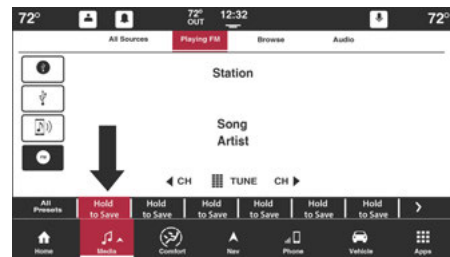 72° 72° OUT 12:32 72°
All Sources Playing FM Browse Audio
Station
Song
Artist
CH TUNE CH
All Presets Hold to Save Hold to Save Hold to Save Hold to Save Hold to Save Hold to Save
Home Media Comfort Nav Phone Vehicle Apps